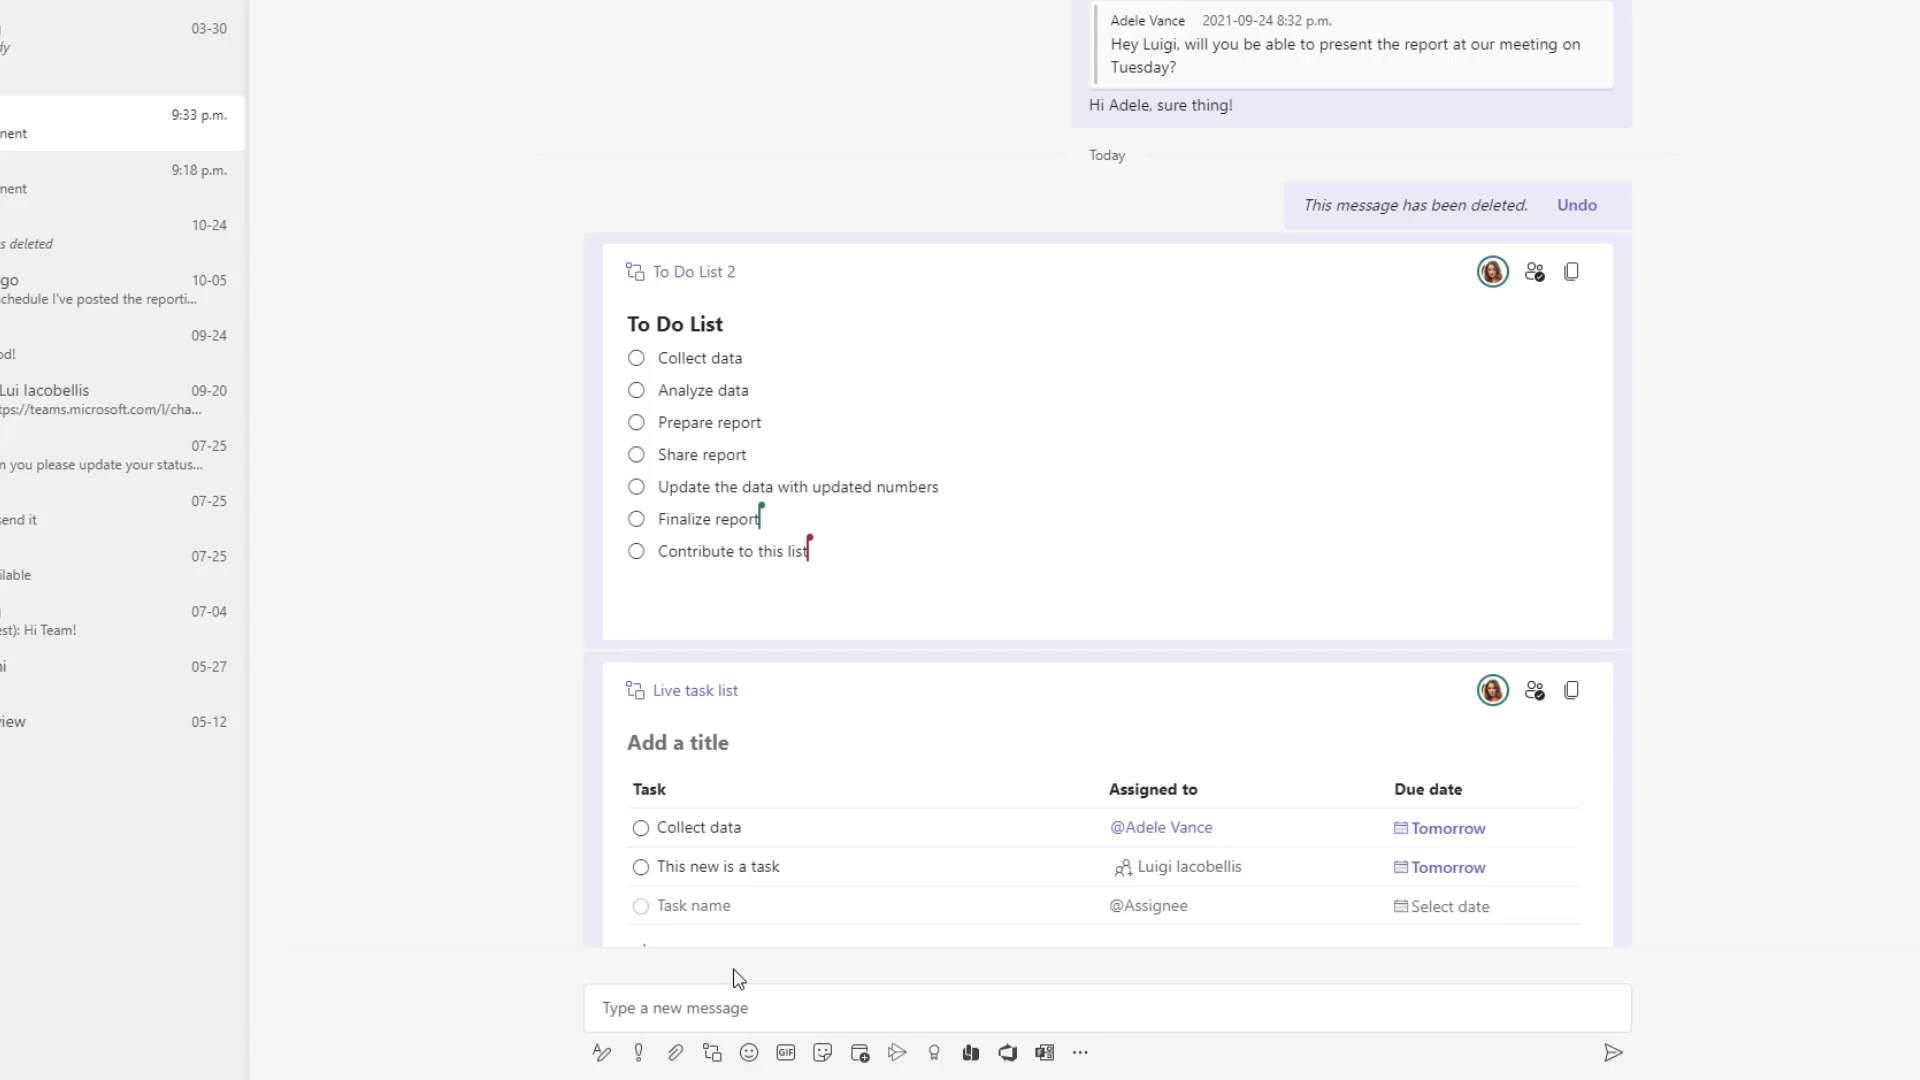 03-30
dy
9:33 p.m.
nent
9:18 p.m.
nent
10-24
s deleted
go 10-05
chedule I've posted the reporti...
09-24
od!
Lui Iacobellis 09-20
tps://teams.microsoft.com/l/cha...
07-25
n you please update your status...
07-25
send it
07-25
ilable
07-04
est): Hi Team!
ni 05-27
view 05-12
Adele Vance 2021-09-24 8:32 p.m.
Hey Luigi, will you be able to present the report at our meeting on
Tuesday?
Hi Adele, sure thing!
Today
This message has been deleted. Undo
To Do List 2
To Do List
Collect data
Analyze data
Prepare report
Share report
Update the data with updated numbers
Finalize report
Contribute to this list
Live task list
Add a title
Task Assigned to Due date
Collect data @Adele Vance Tomorrow
This new is a task Luigi Iacobellis Tomorrow
Task name @Assignee Select date
Type a new message
GIF